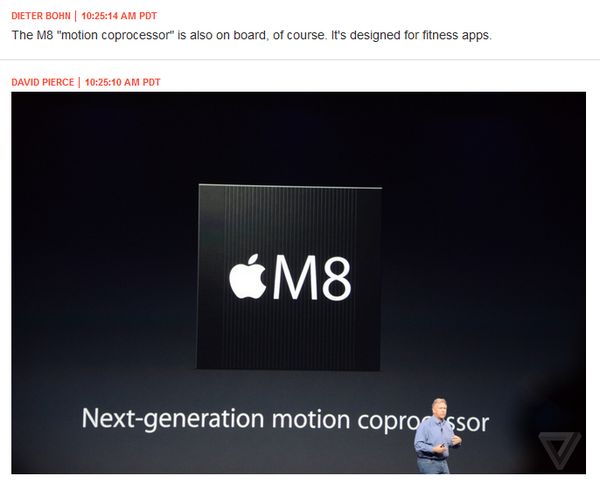 DIETER BOHN | 10:25:14 AM PDT
The M8 "motion coprocessor" is also on board, of course. It's designed for fitness apps.
DAVID PIERCE | 10:25:10 AM PDT
M8
Next-generation motion coprocessor